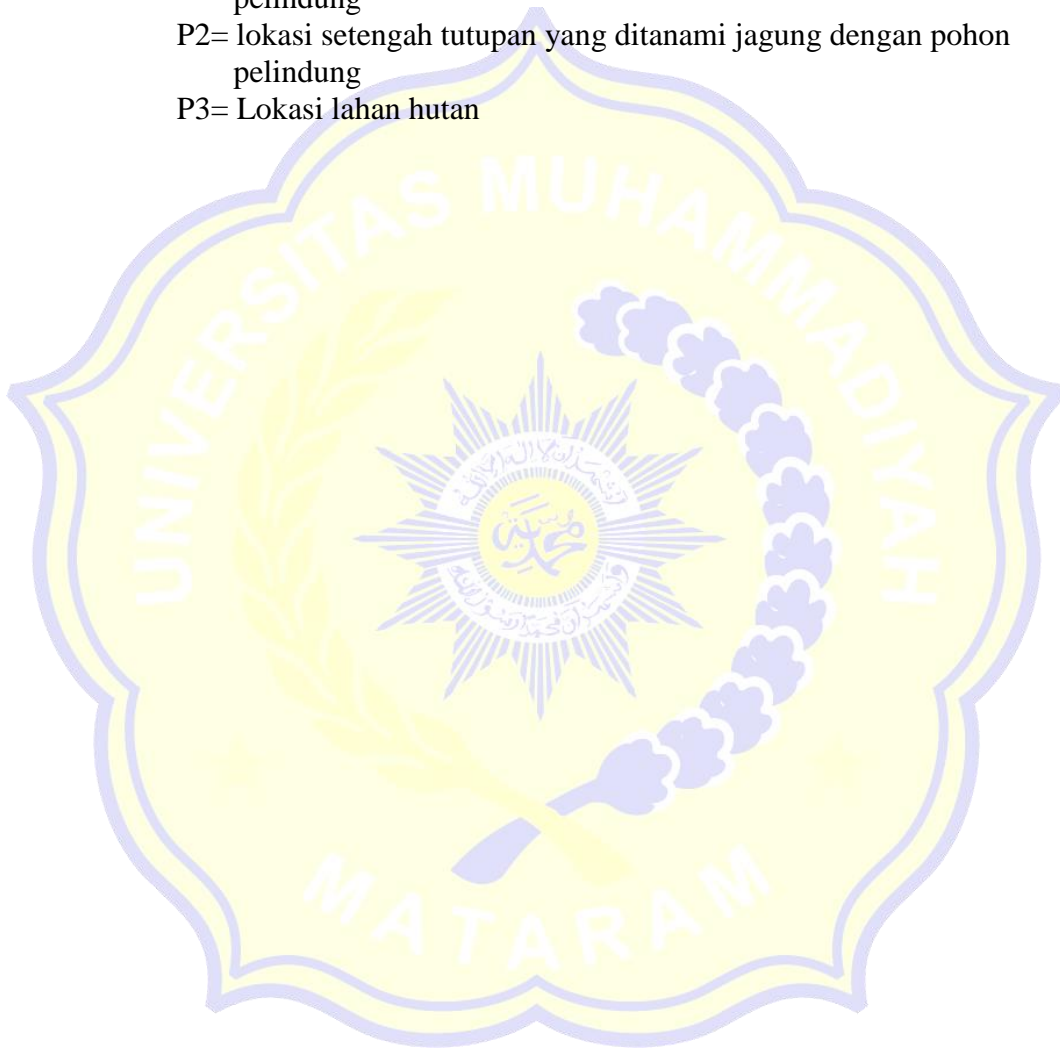 pelindung
P2= lokasi setengah tutupan yang ditanami jagung dengan pohon
pelindung
P3= Lokasi lahan hutan
UNIVERSITAS MUHAMMADIYAH
MATARAM